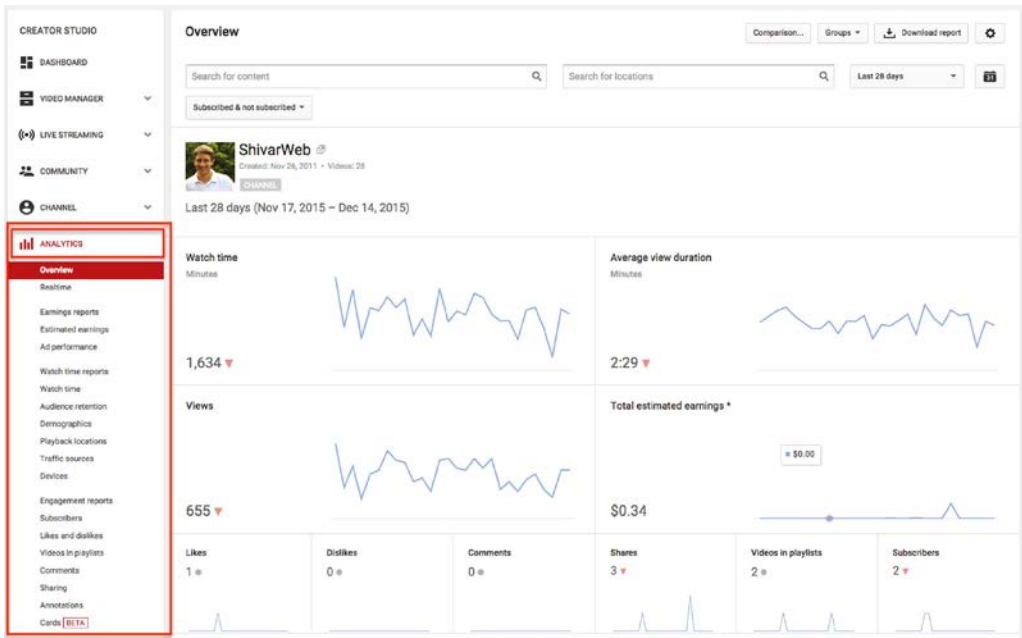 CREATOR STUDIO
DASHBOARD
VIDEO MANAGER
LIVE STREAMING
COMMUNITY
CHANNEL
ANALYTICS
Overview
Realtime
Earnings reports
Estimated earnings
Ad performance
Watch time reports
Watch time
Audience retention
Demographics
Playback locations
Traffic sources
Devices
Engagement reports
Subscribers
Likes and dislikes
Videos in playlists
Comments
Sharing
Annotations
Cards BETA
Overview
Comparison... Groups Download report
Search for content Search for locations Last 28 days 31
Subscribed & not subscribed
ShivarWeb
Created: Nov 26, 2011 • Videos: 28
CHANNEL
Last 28 days (Nov 17, 2015 – Dec 14, 2015)
Watch time
Minutes
1,634
Average view duration
Minutes
2:29
Views
655
Total estimated earnings *
$0.00
$0.34
Likes
1
Dislikes
0
Comments
0
Shares
3
Videos in playlists
2
Subscribers
2